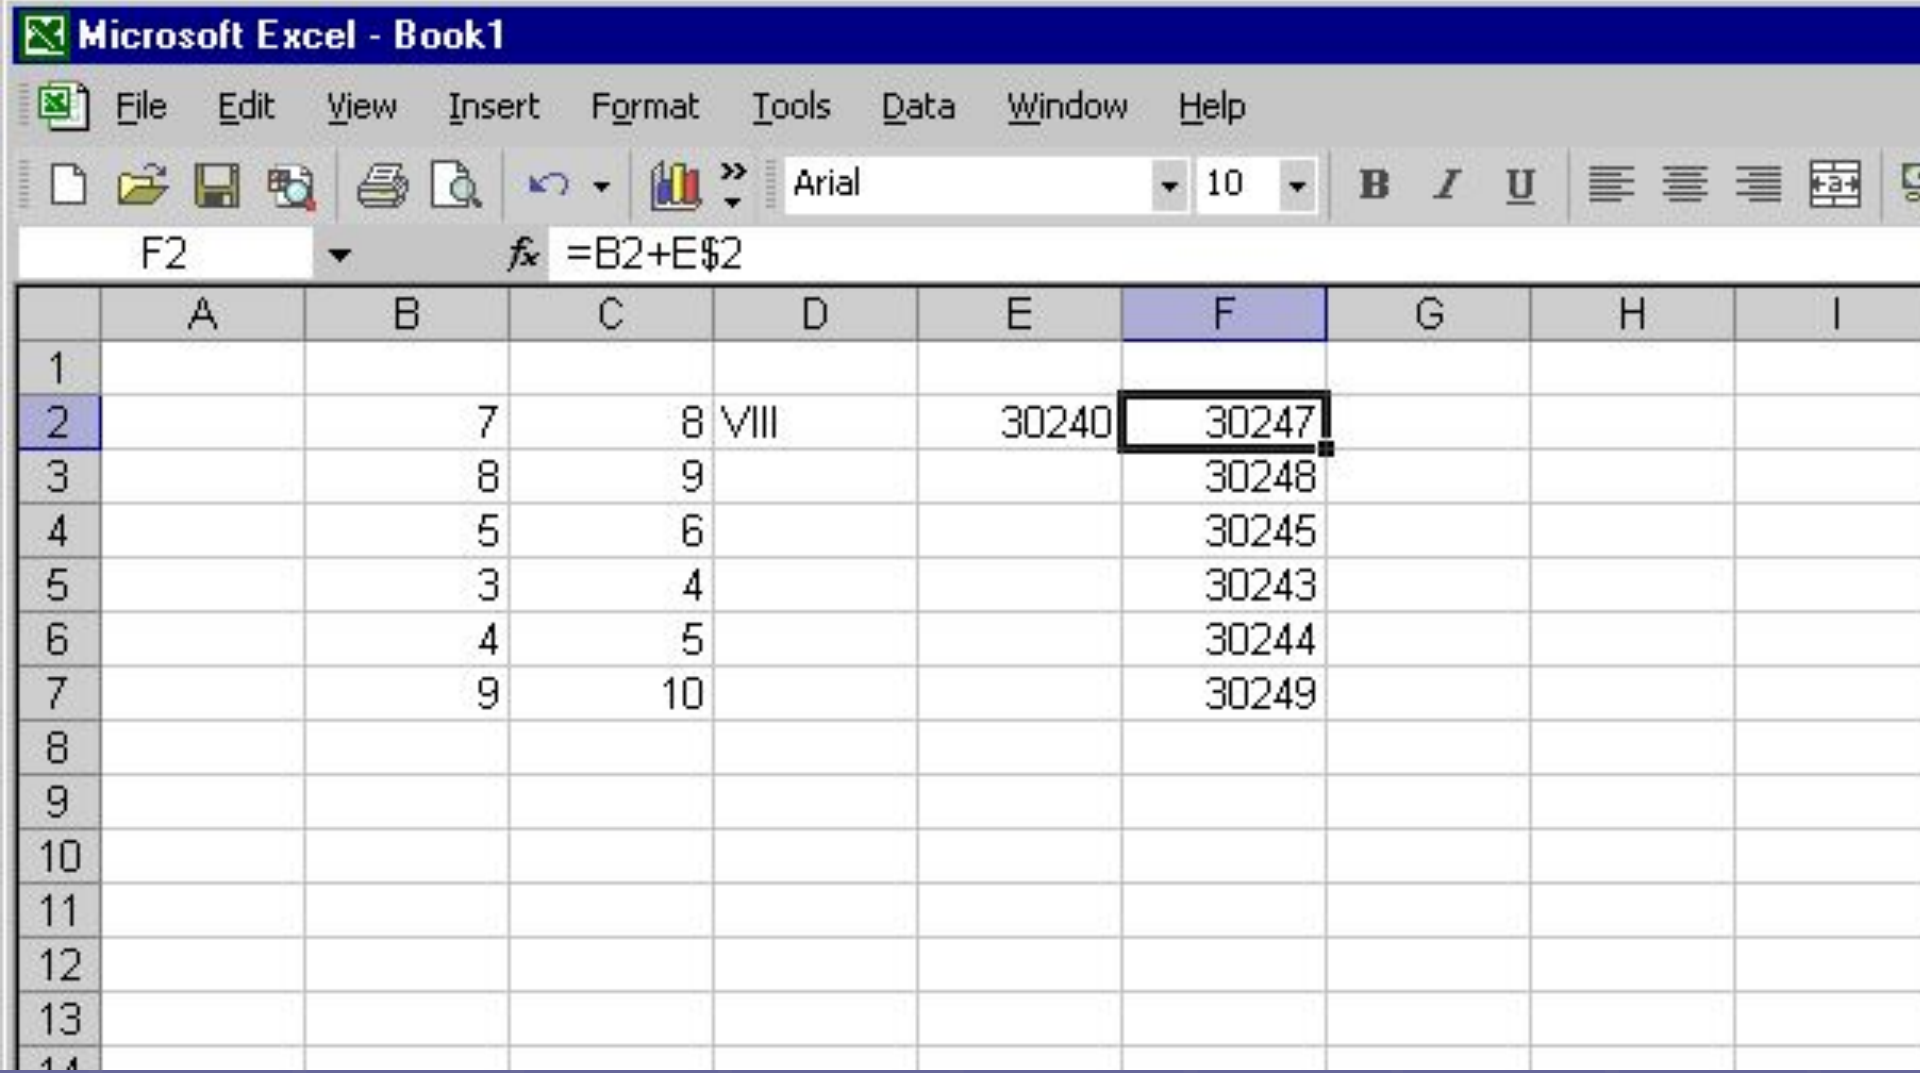 Microsoft Excel - Book1
File Edit View Insert Format Tools Data Window Help
Arial 10 B I U
F2 fx =B2+E$2
A B C D E F G H I
1
2 7 8 VIII 30240 30247
3 8 9 30248
4 5 6 30245
5 3 4 30243
6 4 5 30244
7 9 10 30249
8
9
10
11
12
13
14